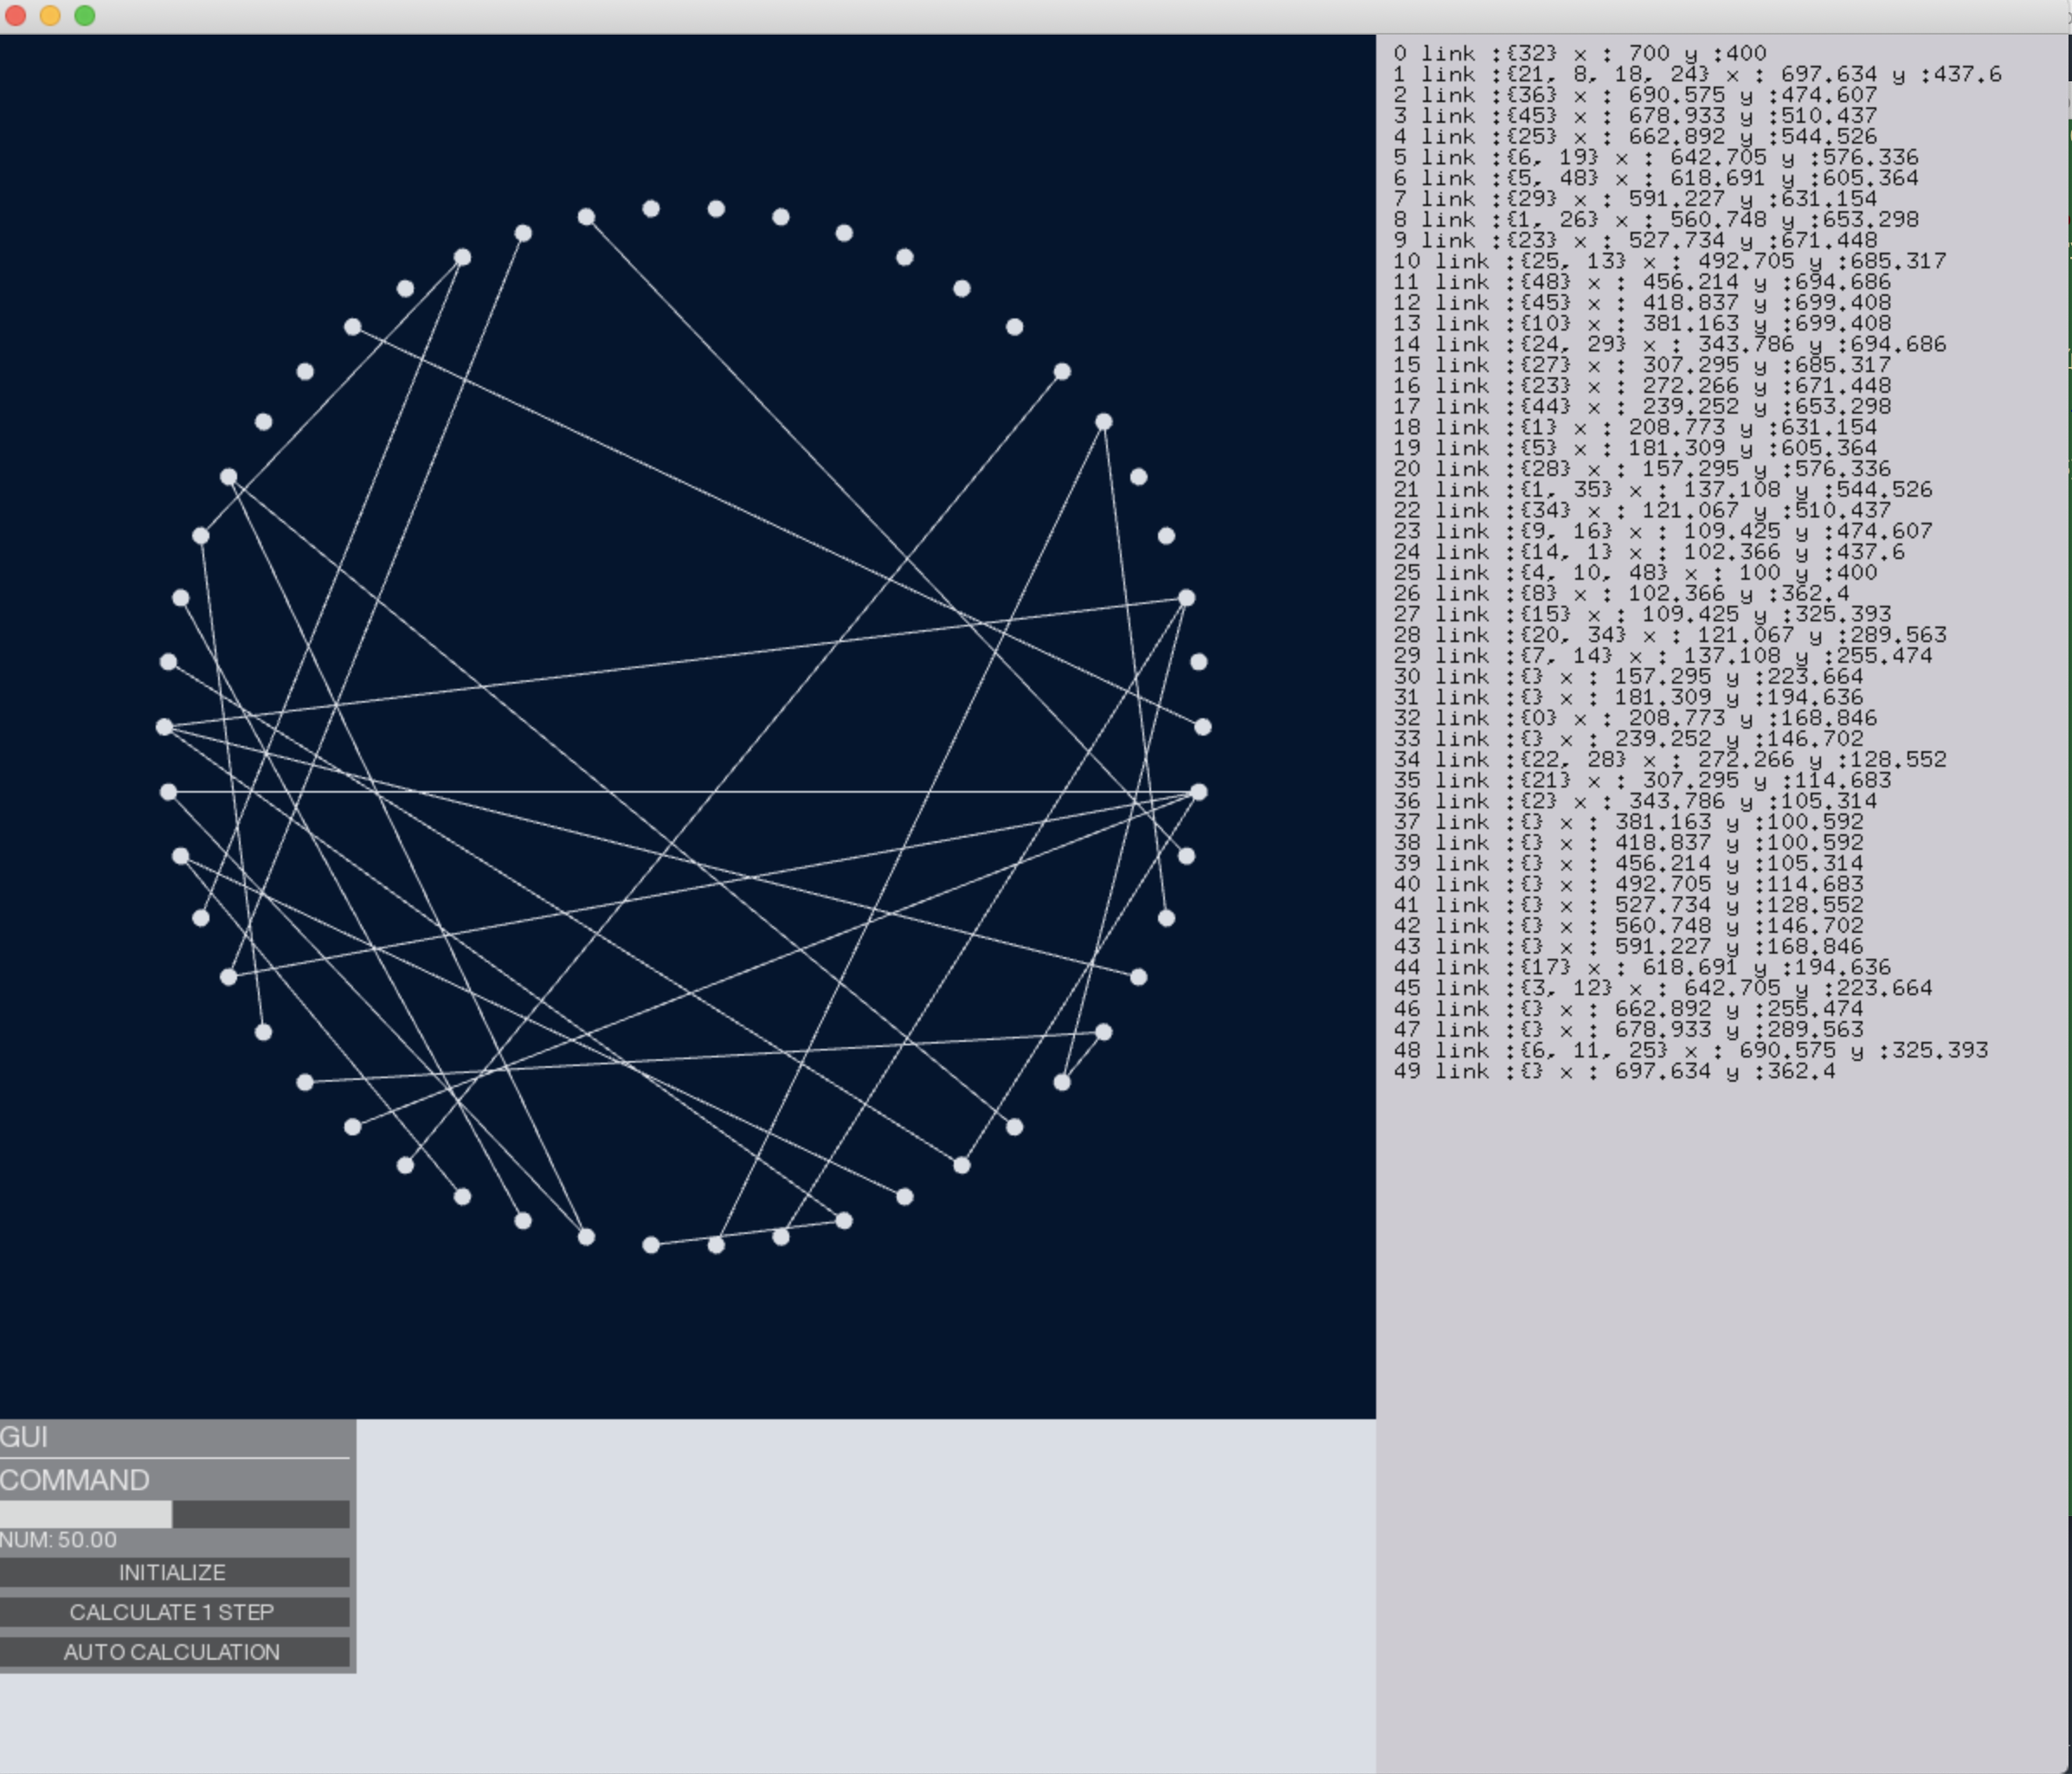 0 link :{32} x : 700 y :400
1 link :{21, 8, 18, 24} x : 697.634 y :437.6
2 link :{36} x : 690.575 y :474.607
3 link :{45} x : 678.933 y :510.437
4 link :{25} x : 662.892 y :544.526
5 link :{6, 19} x : 642.705 y :576.336
6 link :{5, 48} x : 618.691 y :605.364
7 link :{29} x : 591.227 y :631.154
8 link :{1, 26} x : 560.748 y :653.298
9 link :{23} x : 527.734 y :671.448
10 link :{25, 13} x : 492.705 y :685.317
11 link :{48} x : 456.214 y :694.686
12 link :{45} x : 418.837 y :699.408
13 link :{10} x : 381.163 y :699.408
14 link :{24, 29} x : 343.786 y :694.686
15 link :{27} x : 307.295 y :685.317
16 link :{23} x : 272.266 y :671.448
17 link :{44} x : 239.252 y :653.298
18 link :{1} x : 208.773 y :631.154
19 link :{5} x : 181.309 y :605.364
20 link :{28} x : 157.295 y :576.336
21 link :{1, 35} x : 137.108 y :544.526
22 link :{34} x : 121.067 y :510.437
23 link :{9, 16} x : 109.425 y :474.607
24 link :{14, 1} x : 102.366 y :437.6
25 link :{4, 10, 48} x : 100 y :400
26 link :{8} x : 102.366 y :362.4
27 link :{15} x : 109.425 y :325.393
28 link :{20, 34} x : 121.067 y :289.563
29 link :{7, 14} x : 137.108 y :255.474
30 link :{} x : 157.295 y :223.664
31 link :{} x : 181.309 y :194.636
32 link :{0} x : 208.773 y :168.846
33 link :{} x : 239.252 y :146.702
34 link :{22, 28} x : 272.266 y :128.552
35 link :{21} x : 307.295 y :114.683
36 link :{2} x : 343.786 y :105.314
37 link :{} x : 381.163 y :100.592
38 link :{} x : 418.837 y :100.592
39 link :{} x : 456.214 y :105.314
40 link :{} x : 492.705 y :114.683
41 link :{} x : 527.734 y :128.552
42 link :{} x : 560.748 y :146.702
43 link :{} x : 591.227 y :168.846
44 link :{17} x : 618.691 y :194.636
45 link :{3, 12} x : 642.705 y :223.664
46 link :{} x : 662.892 y :255.474
47 link :{} x : 678.933 y :289.563
48 link :{6, 11, 25} x : 690.575 y :325.393
49 link :{} x : 697.634 y :362.4
GUI
COMMAND
NUM: 50.00
INITIALIZE
CALCULATE 1 STEP
AUTO CALCULATION